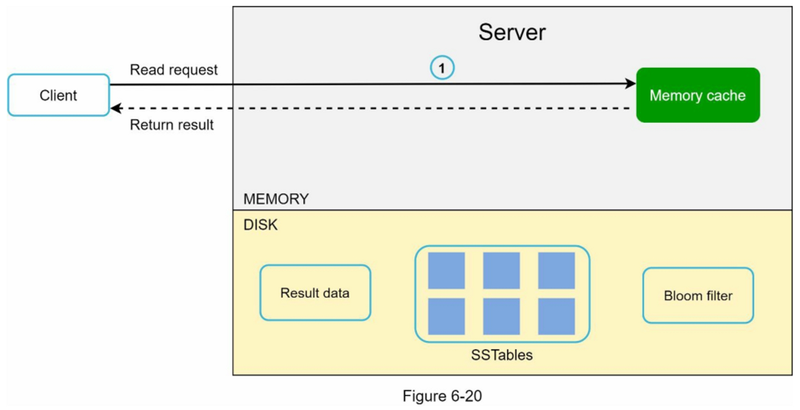 Server
Read request
1
Client
Memory cache
Return result
MEMORY
DISK
Result data
Bloom filter
SSTables
Figure 6-20